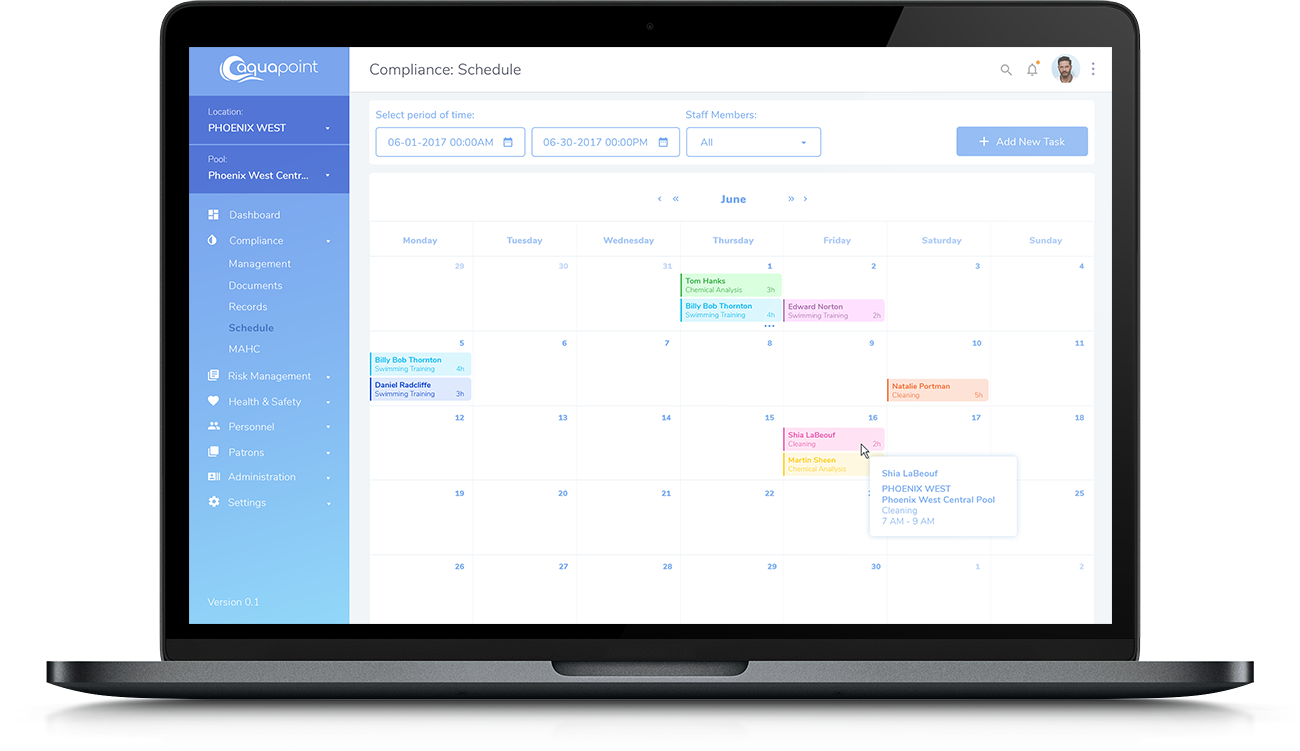 aquapoint
Compliance: Schedule
Location:
PHOENIX WEST
Pool:
Phoenix West Centr...
Dashboard
Compliance
Management
Documents
Records
Schedule
MAHC
Risk Management
Health & Safety
Personnel
Patrons
Administration
Settings
Version 0.1
Select period of time:
Staff Members:
06-01-2017 00:00AM
06-30-2017 00:00PM
All
+ Add New Task
‹ « June » ›
Monday Tuesday Wednesday Thursday Friday Saturday Sunday
29 30 31 1 2 3 4
Tom Hanks
Chemical Analysis 3h
Billy Bob Thornton
Swimming Training 4h
•••
Edward Norton
Swimming Training 2h
5 6 7 8 9 10 11
Billy Bob Thornton
Swimming Training 4h
Daniel Radcliffe
Swimming Training 3h
Natalie Portman
Cleaning 5h
12 13 14 15 16 17 18
Shia LaBeouf
Cleaning 2h
Martin Sheen
Chemical Analysis
Shia LaBeouf
PHOENIX WEST
Phoenix West Central Pool
Cleaning
7 AM - 9 AM
19 20 21 22 25
26 27 28 29 30 1 2